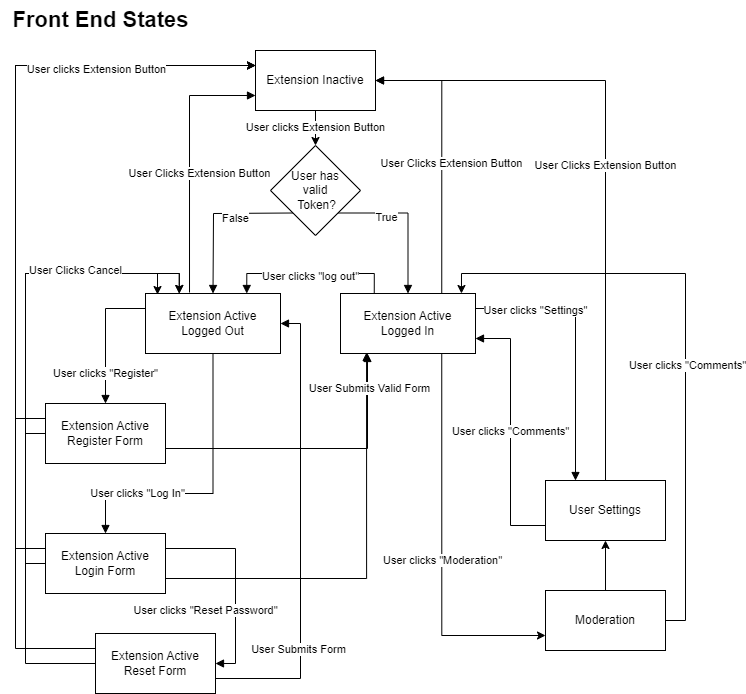 Front End States
User clicks Extension Button
Extension Inactive
User clicks Extension Button
User Clicks Extension Button
User has
valid
Token?
User Clicks Extension Button
User Clicks Extension Button
False
True
User Clicks Cancel
User clicks "log out"
Extension Active
Logged Out
Extension Active
Logged In
User clicks "Settings"
User clicks "Register"
User Submits Valid Form
User clicks "Comments"
Extension Active
Register Form
User clicks "Comments"
User clicks "Log In"
User Settings
Extension Active
Login Form
User clicks "Moderation"
User clicks "Reset Password"
Moderation
Extension Active
Reset Form
User Submits Form